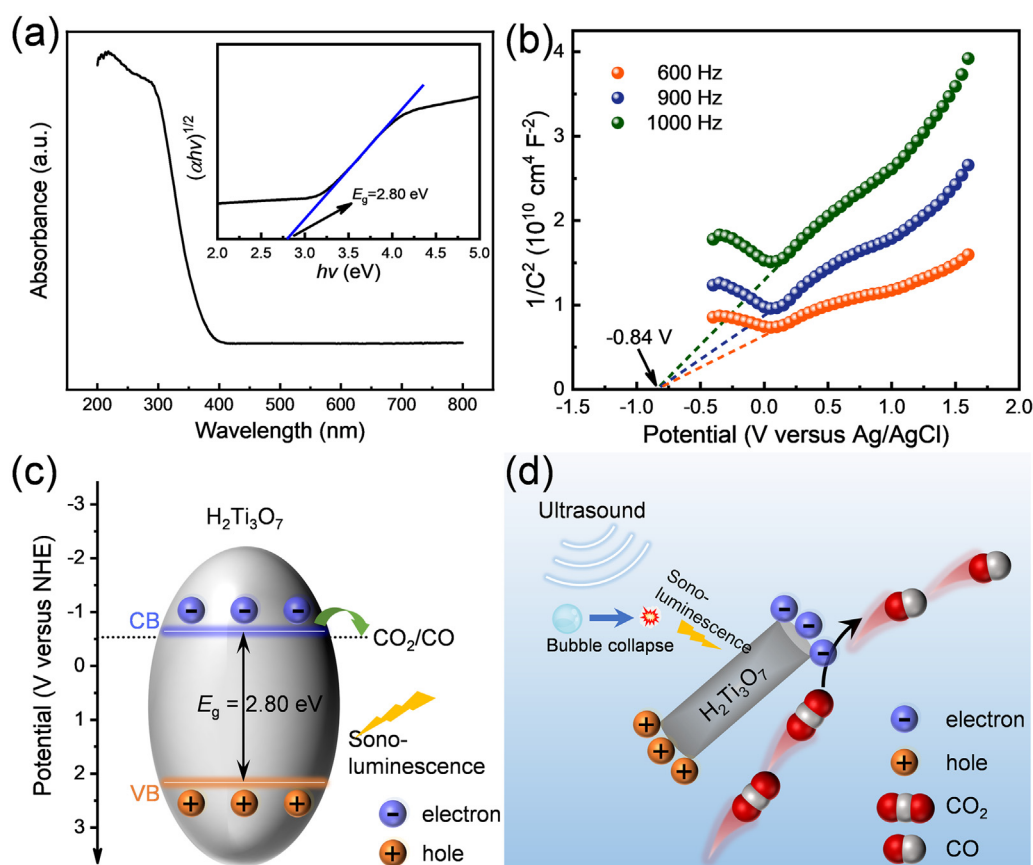 (a)
Absorbance (a.u.)
Wavelength (nm)
200 300 400 500 600 700 800
(αhν)1/2
Eg=2.80 eV
2.0 2.5 3.0 3.5 4.0 4.5 5.0
hν (eV)
(b)
600 Hz
900 Hz
1000 Hz
1/C2 (1010 cm4 F-2)
4
3
2
1
0
-0.84 V
-1.5 -1.0 -0.5 0.0 0.5 1.0 1.5 2.0
Potential (V versus Ag/AgCl)
(c)
Potential (V versus NHE)
-3
-2
-1
0
1
2
3
H2Ti3O7
CB
CO2/CO
Eg = 2.80 eV
Sono-
luminescence
VB
electron
hole
(d)
Ultrasound
Sono-
luminescence
Bubble collapse
H2Ti3O7
electron
hole
CO2
CO